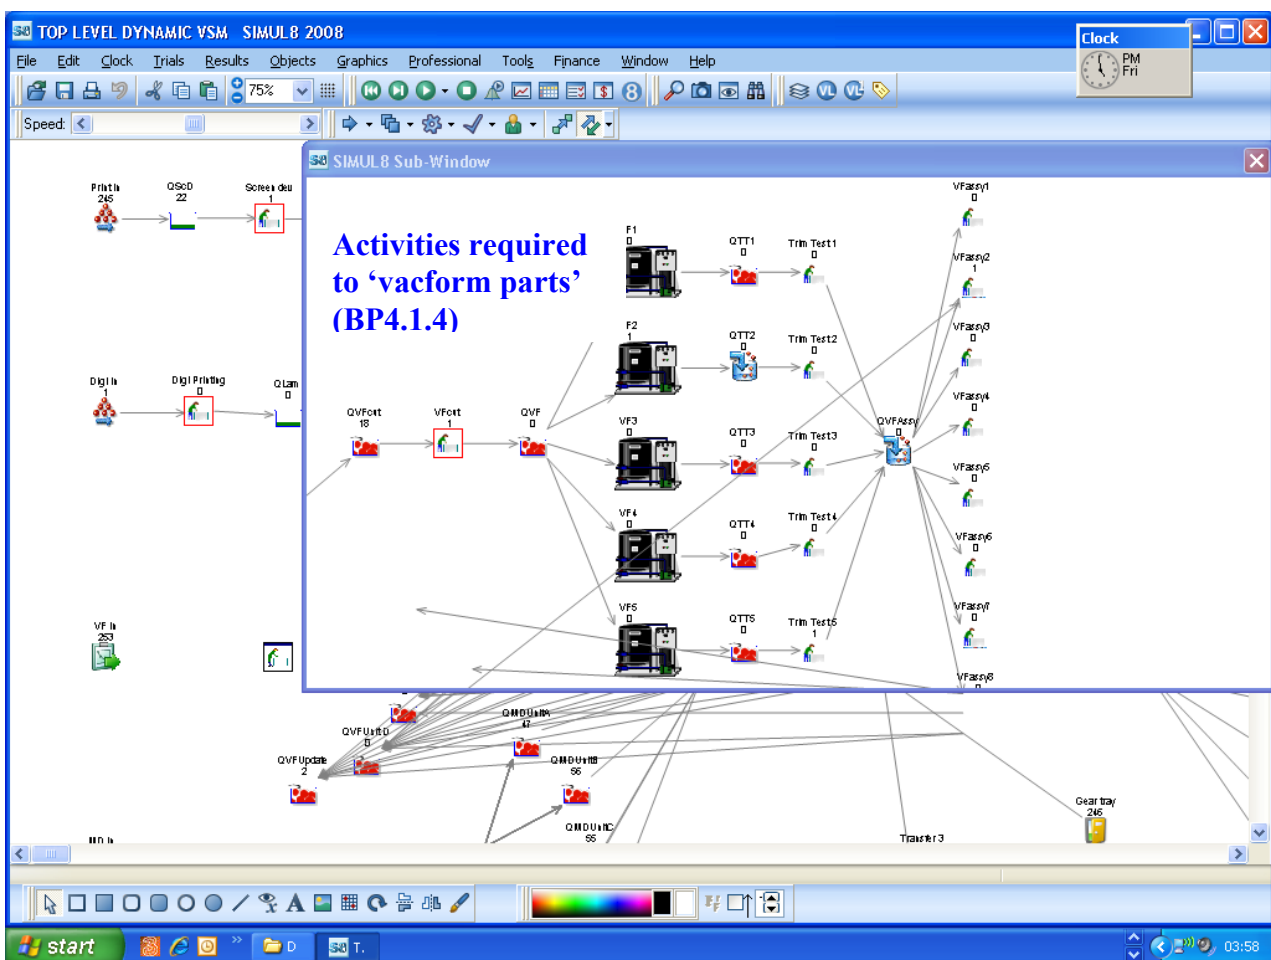 TOP LEVEL DYNAMIC VSM   SIMUL8 2008
Clock
PM
Fri
File Edit Clock Trials Results Objects Graphics Professional Tools Finance Window Help
75%
Speed:
SIMUL8 Sub-Window
Activities required
to ‘vacform parts’
(BP4.1.4)
Print In
245
QScD
22
Screen deu
1
Digi In
1
Digi Printing
0
QLam
0
VF In
253
QVFcut
18
VFcut
1
QVF
0
F1
0
F2
1
VF3
0
VF4
0
VF5
0
QTT1
0
QTT2
0
QTT3
0
QTT4
0
QTT5
0
Trim Test1
0
Trim Test2
0
Trim Test3
0
Trim Test4
0
Trim Test5
1
QVFAssy
0
VFassy1
0
VFassy2
1
VFassy3
0
VFassy4
0
VFassy5
0
VFassy6
0
VFassy7
0
VFassy8
QMDUnitA
47
QVFUnitD
0
QVFUpdate
2
QMDUnitB
56
QMDUnitC
55
Gear tray
246
Transfer3
MD In
start
D
T.
03:58